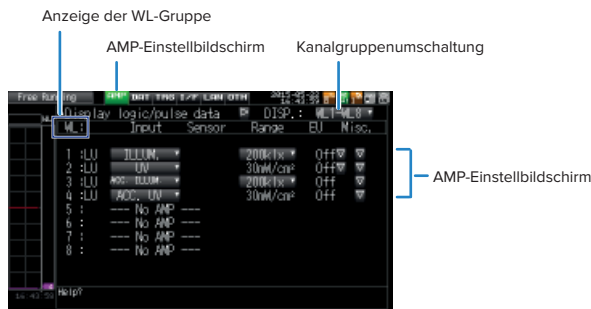 Anzeige der WL-Gruppe
AMP-Einstellbildschirm Kanalgruppenumschaltung
Free Running AMP DAT TMG I/F LAN OTH
Display logic/pulse data DISP.: WL1-WL8
WL: Input Sensor Range EU Misc.
1 :LU ILLUM. 200klx Off
2 :LU UV 30mW/cm² Off
3 :LU ACC. ILLUM. 200klx Off
4 :LU ACC. UV 30mW/cm² Off
AMP-Einstellbildschirm
5 : --- No AMP ---
6 : --- No AMP ---
7 : --- No AMP ---
8 : --- No AMP ---
Help?